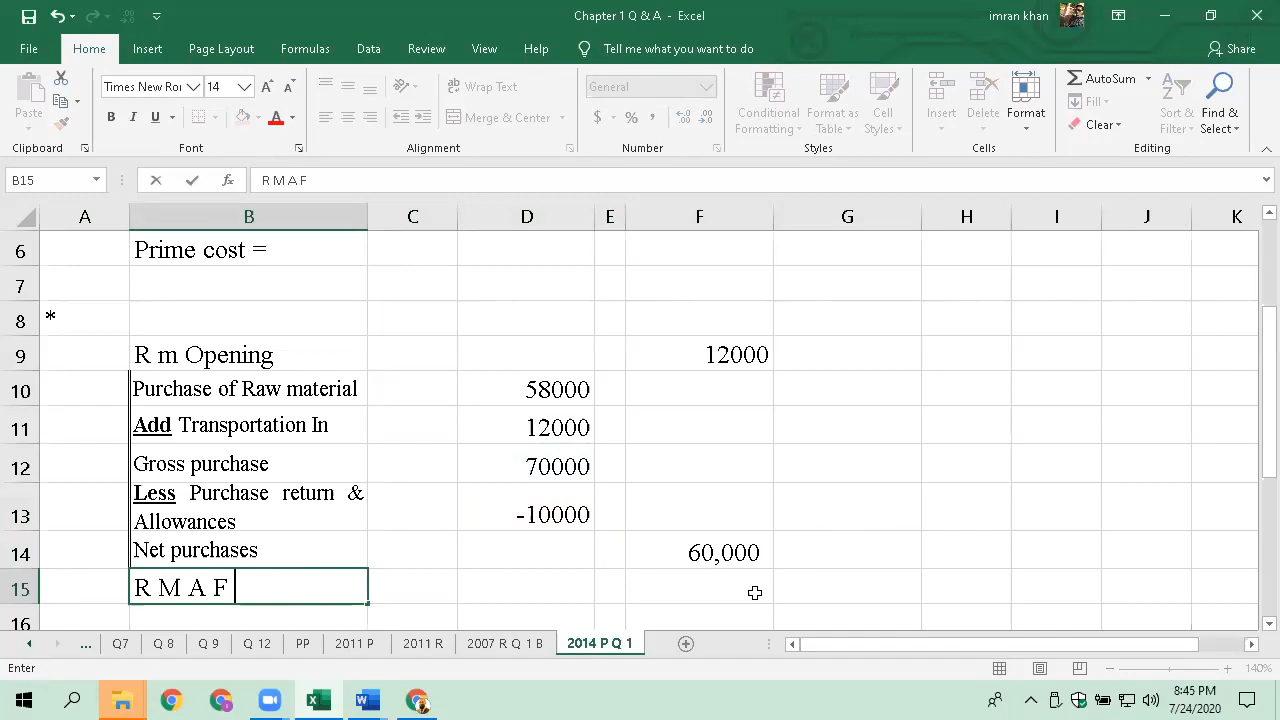 Chapter 1 Q & A - Excel
imran khan
File Home Insert Page Layout Formulas Data Review View Help Tell me what you want to do Share
Paste
Times New Roı 14
B I U A
Wrap Text
Merge & Center
General
$ % ,
Conditional Formatting
Format as Table
Cell Styles
Insert Delete Format
AutoSum
Fill
Clear
Sort & Filter
Find & Select
Clipboard Font Alignment Number Styles Cells Editing
B15 fx R M A F
A B C D E F G H I J K
6 Prime cost =
7
8 *
9 R m Opening 12000
10 Purchase of Raw material 58000
11 Add Transportation In 12000
12 Gross purchase 70000
13 Less Purchase return & Allowances -10000
14 Net purchases 60,000
15 R M A F
16
... Q7 Q 8 Q 9 Q 12 PP 2011 P 2011 R 2007 R Q 1 B 2014 P Q 1
Enter 140%
8:45 PM
7/24/2020